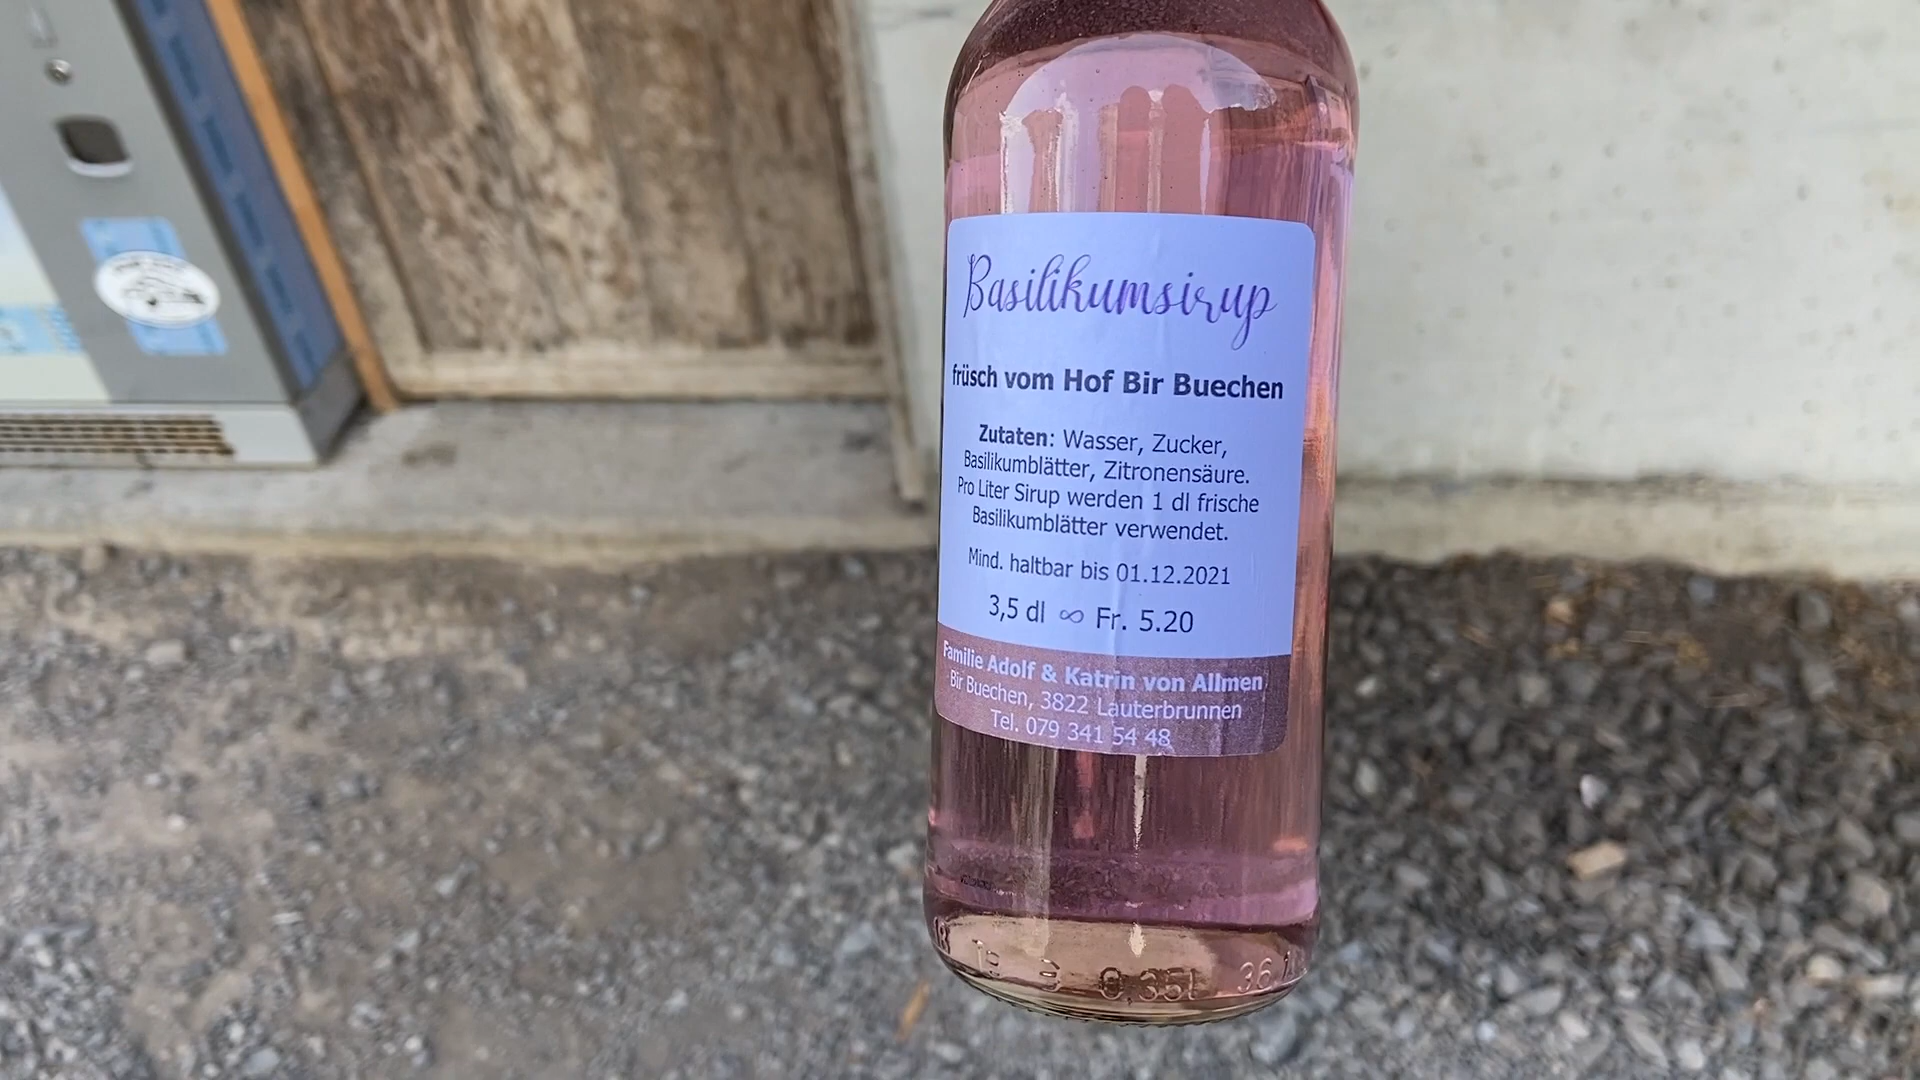 Basilikumsirup
früsch vom Hof Bir Buechen
Zutaten: Wasser, Zucker,
Basilikumblätter, Zitronensäure.
Pro Liter Sirup werden 1 dl frische
Basilikumblätter verwendet.
Mind. haltbar bis 01.12.2021
3,5 dl ∞ Fr. 5.20
Familie Adolf & Katrin von Allmen
Bir Buechen, 3822 Lauterbrunnen
Tel. 079 341 54 48
0,35l 36